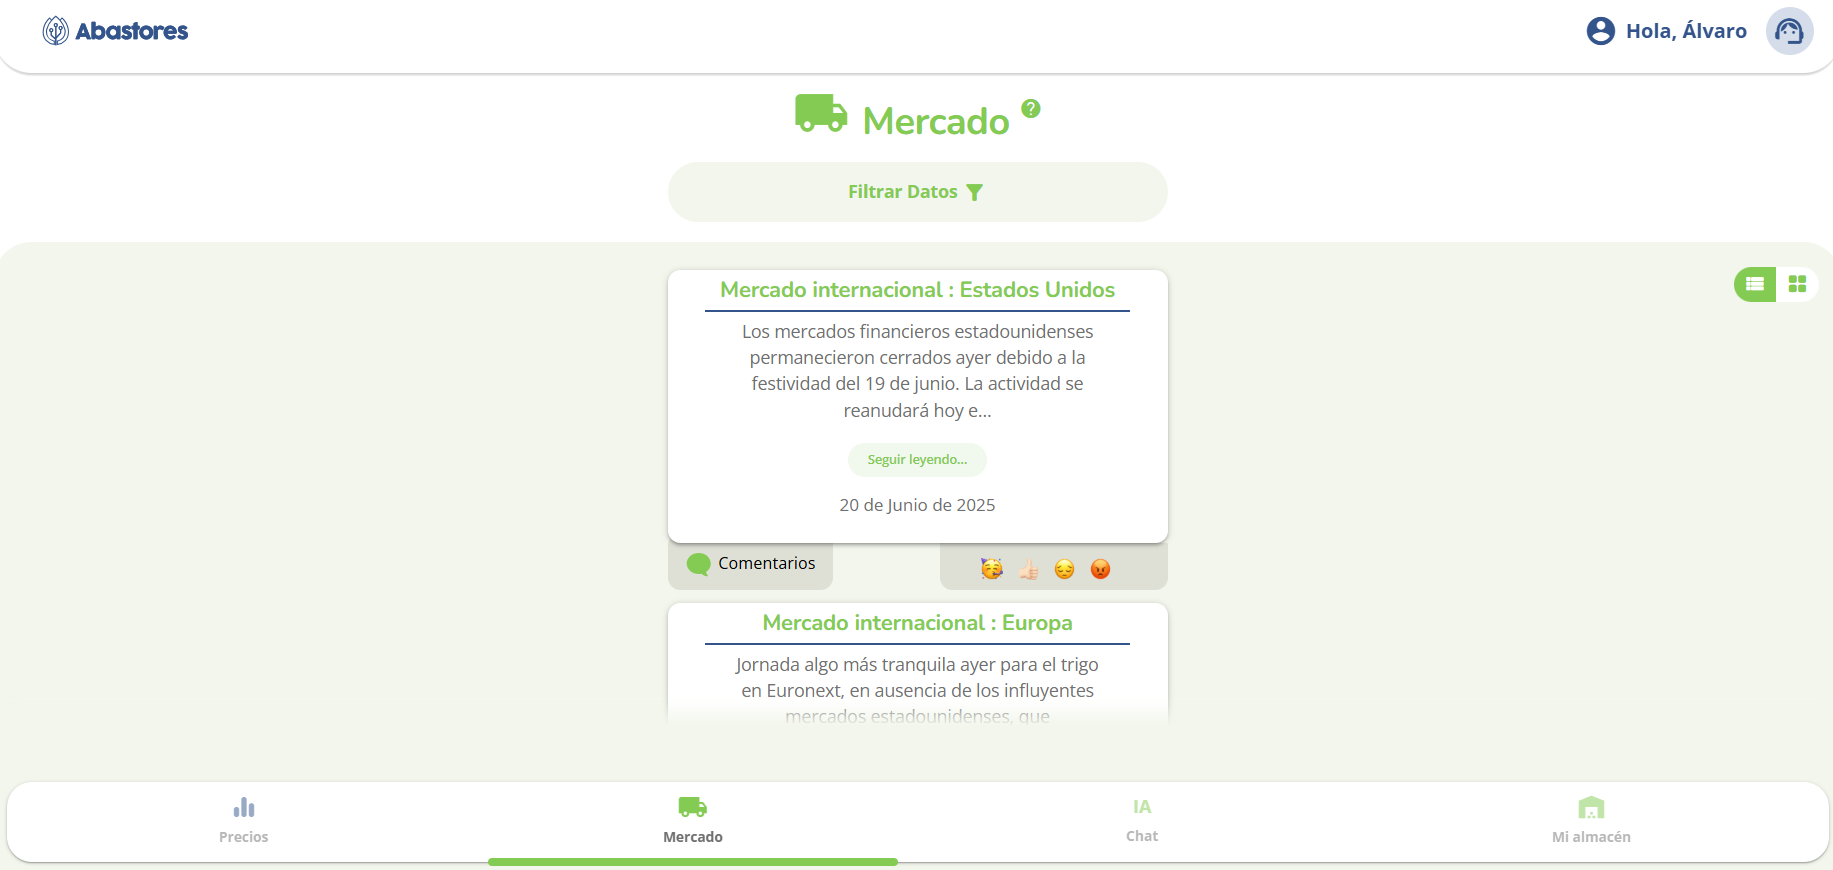 Abastores
Hola, Álvaro
Mercado ?
Filtrar Datos
Mercado internacional : Estados Unidos
Los mercados financieros estadounidenses
permanecieron cerrados ayer debido a la
festividad del 19 de junio. La actividad se
reanudará hoy e...
Seguir leyendo...
20 de Junio de 2025
Comentarios
Mercado internacional : Europa
Jornada algo más tranquila ayer para el trigo
en Euronext, en ausencia de los influyentes
mercados estadounidenses, que
Precios
Mercado
IA
Chat
Mi almacén